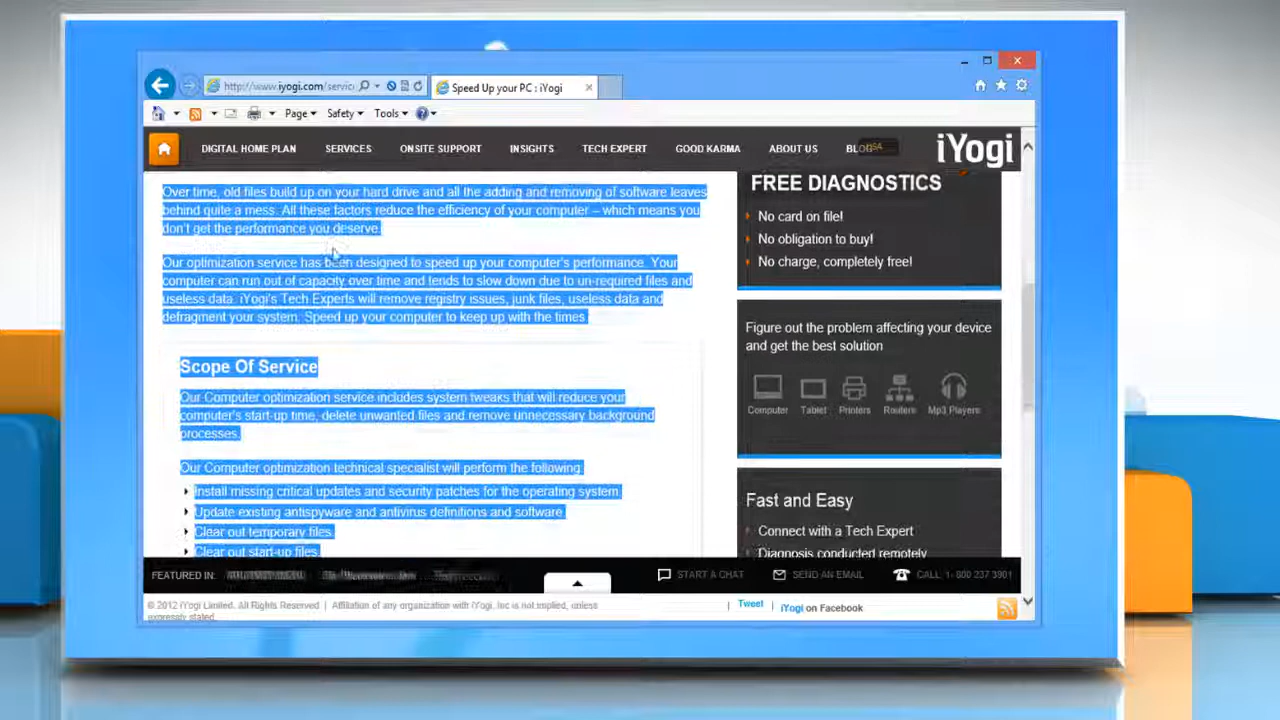 http://www.iyogi.com/servic
Speed Up your PC : iYogi
Page
Safety
Tools
DIGITAL HOME PLAN
SERVICES
ONSITE SUPPORT
INSIGHTS
TECH EXPERT
GOOD KARMA
ABOUT US
BLOG
iYogi
Over time, old files build up on your hard drive and all the adding and removing of software leaves
behind quite a mess. All these factors reduce the efficiency of your computer – which means you
don't get the performance you deserve.
Our optimization service has been designed to speed up your computer's performance. Your
computer can run out of capacity over time and tends to slow down due to un-required files and
useless data. iYogi's Tech Experts will remove registry issues, junk files, useless data and
defragment your system. Speed up your computer to keep up with the times.
Scope Of Service
Our Computer optimization service includes system tweaks that will reduce your
computer's start-up time, delete unwanted files and remove unnecessary background
processes.
Our Computer optimization technical specialist will perform the following:
Install missing critical updates and security patches for the operating system.
Update existing antispyware and antivirus definitions and software.
Clear out temporary files.
Clear out start-up files.
FREE DIAGNOSTICS
No card on file!
No obligation to buy!
No charge, completely free!
Figure out the problem affecting your device
and get the best solution
Computer
Tablet
Printers
Routers
Mp3 Players
Fast and Easy
Connect with a Tech Expert
Diagnosis conducted remotely
FEATURED IN:
START A CHAT
SEND AN EMAIL
CALL: 1- 800 237 3901
© 2012 iYogi Limited. All Rights Reserved | Affiliation of any organization with iYogi, Inc is not implied, unless
expressly stated.
Tweet
iYogi on Facebook